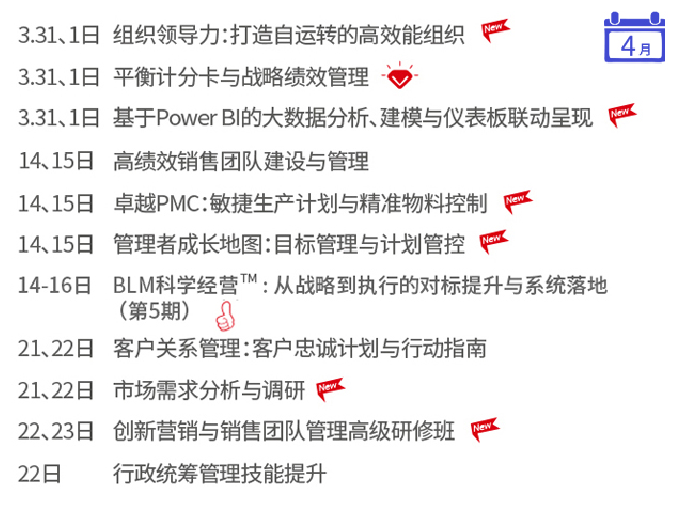 4月
3.31、1日 组织领导力：打造自运转的高效能组织 New
3.31、1日 平衡计分卡与战略绩效管理
3.31、1日 基于Power BI的大数据分析、建模与仪表板联动呈现 New
14、15日 高绩效销售团队建设与管理
14、15日 卓越PMC：敏捷生产计划与精准物料控制 New
14、15日 管理者成长地图：目标管理与计划管控 New
14-16日 BLM科学经营™：从战略到执行的对标提升与系统落地
（第5期）
21、22日 客户关系管理：客户忠诚计划与行动指南
21、22日 市场需求分析与调研 New
22、23日 创新营销与销售团队管理高级研修班 New
22日 行政统筹管理技能提升